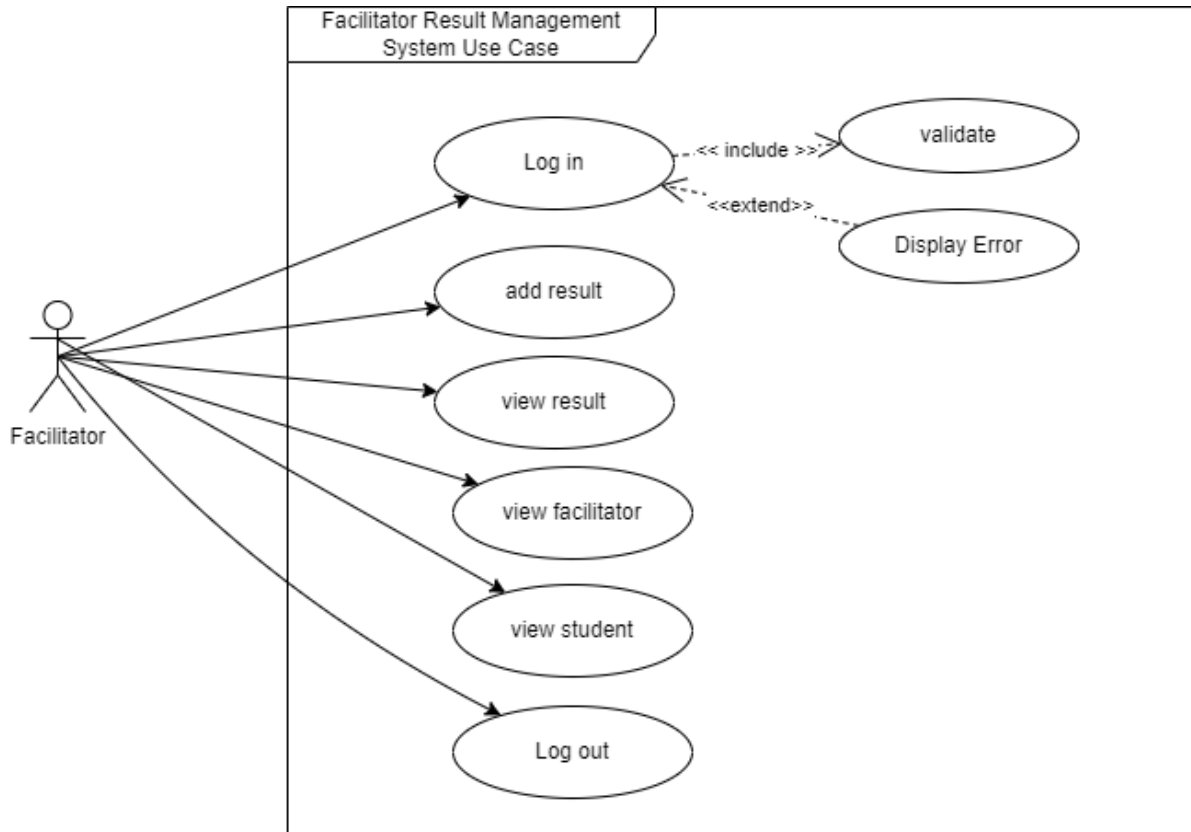 Facilitator Result Management
System Use Case
Log in
<< include >>
validate
<<extend>>
Display Error
add result
view result
Facilitator
view facilitator
view student
Log out